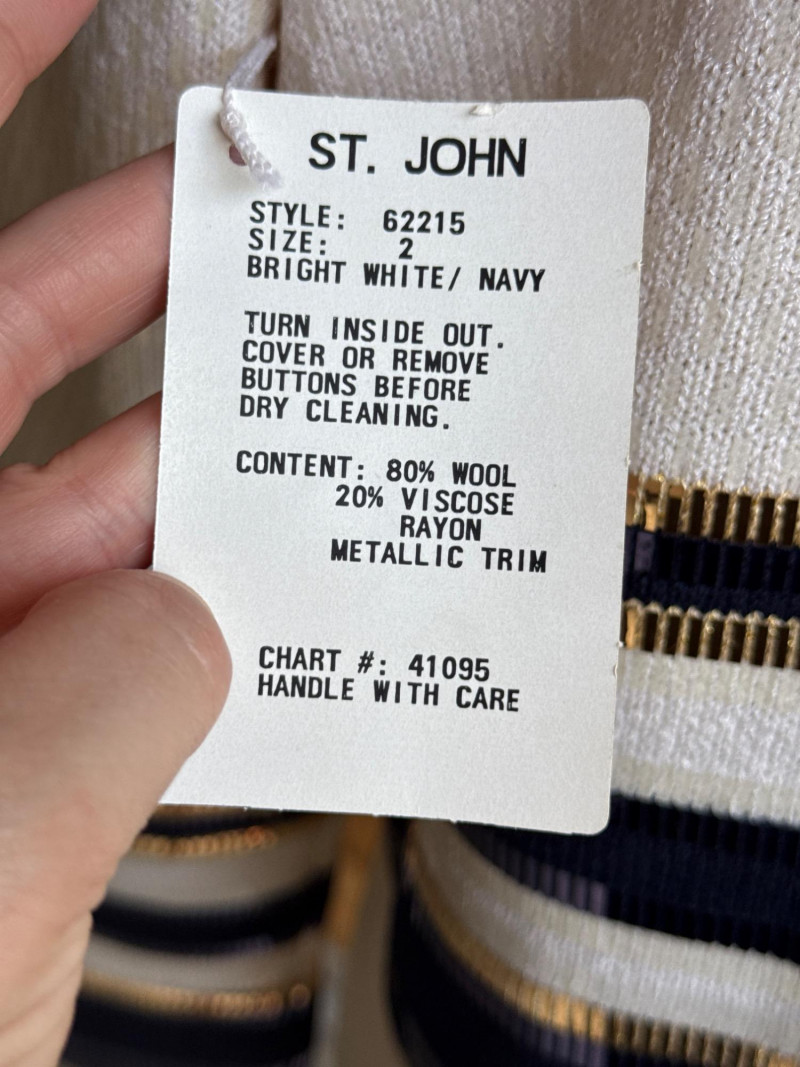 ST. JOHN
STYLE: 62215
SIZE: 2
BRIGHT WHITE/ NAVY
TURN INSIDE OUT.
COVER OR REMOVE
BUTTONS BEFORE
DRY CLEANING.
CONTENT: 80% WOOL
20% VISCOSE
RAYON
METALLIC TRIM
CHART #: 41095
HANDLE WITH CARE